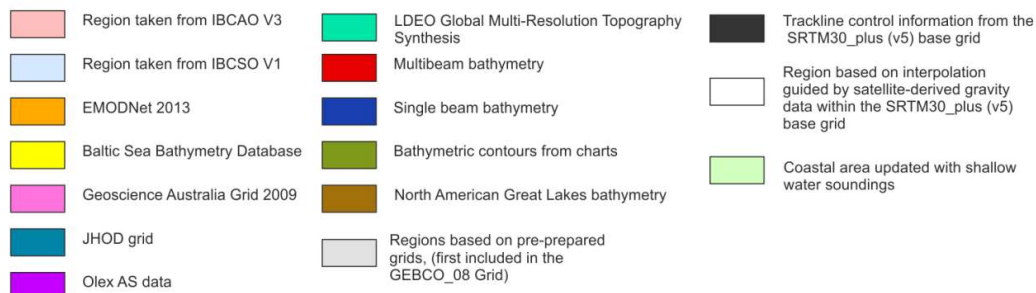 Region taken from IBCAO V3
Region taken from IBCSO V1
EMODNet 2013
Baltic Sea Bathymetry Database
Geoscience Australia Grid 2009
JHOD grid
Olex AS data
LDEO Global Multi-Resolution Topography
Synthesis
Multibeam bathymetry
Single beam bathymetry
Bathymetric contours from charts
North American Great Lakes bathymetry
Regions based on pre-prepared
grids, (first included in the
GEBCO_08 Grid)
Trackline control information from the
SRTM30_plus (v5) base grid
Region based on interpolation
guided by satellite-derived gravity
data within the SRTM30_plus (v5)
base grid
Coastal area updated with shallow
water soundings